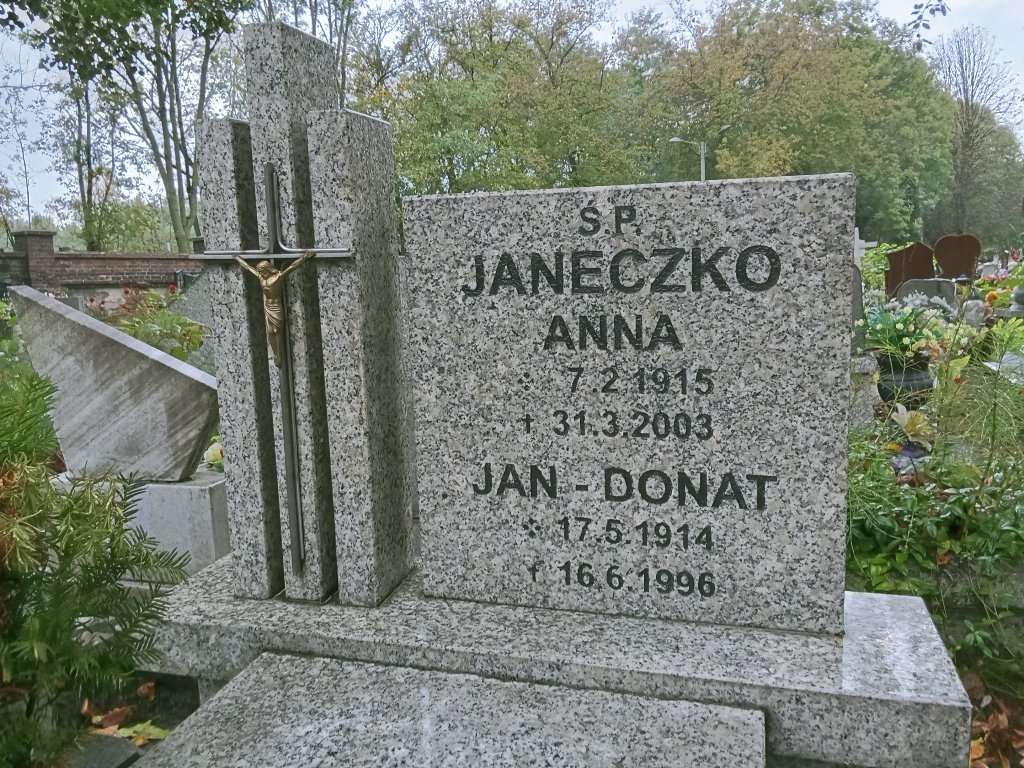 Ś.P.
JANECZKO
ANNA
7.2.1915
✝ 31.3.2003
JAN - DONAT
17.5.1914
✝ 16.6.1996